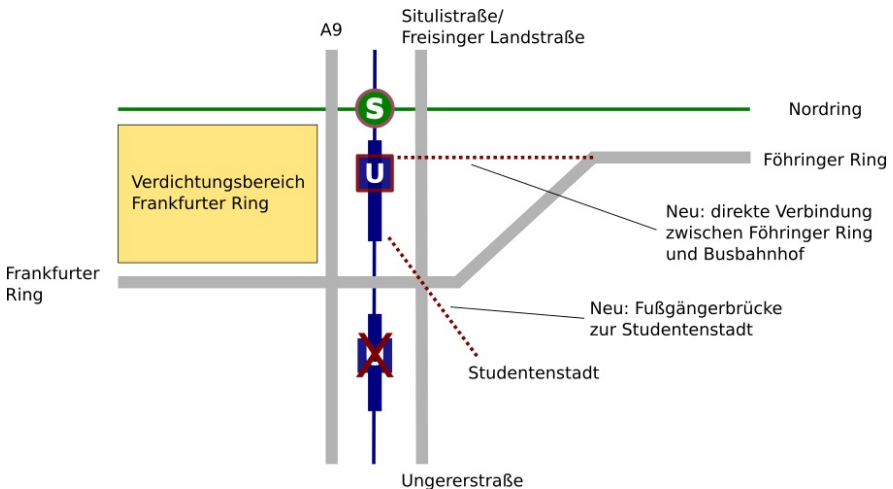 Situlistraße/
Freisinger Landstraße
A9
S
Nordring
U
Föhringer Ring
Verdichtungsbereich
Frankfurter Ring
Neu: direkte Verbindung
zwischen Föhringer Ring
und Busbahnhof
Frankfurter
Ring
Neu: Fußgängerbrücke
zur Studentenstadt
Studentenstadt
Ungererstraße